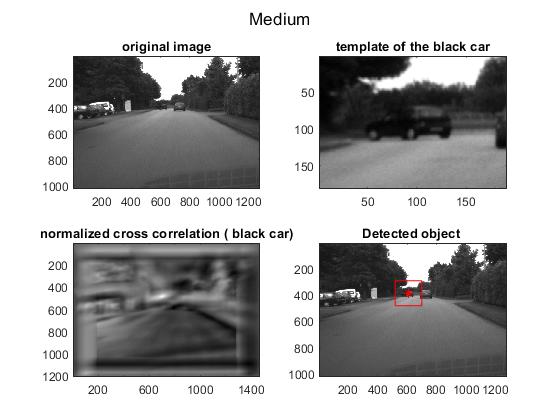 Medium
original image
200
400
600
800
1000
200 400 600 800 1000 1200
template of the black car
50
100
150
50 100 150
normalized cross correlation ( black car)
200
400
600
800
1000
1200
200 600 1000 1400
Detected object
200
400
600
800
1000
200 400 600 800 1000 1200